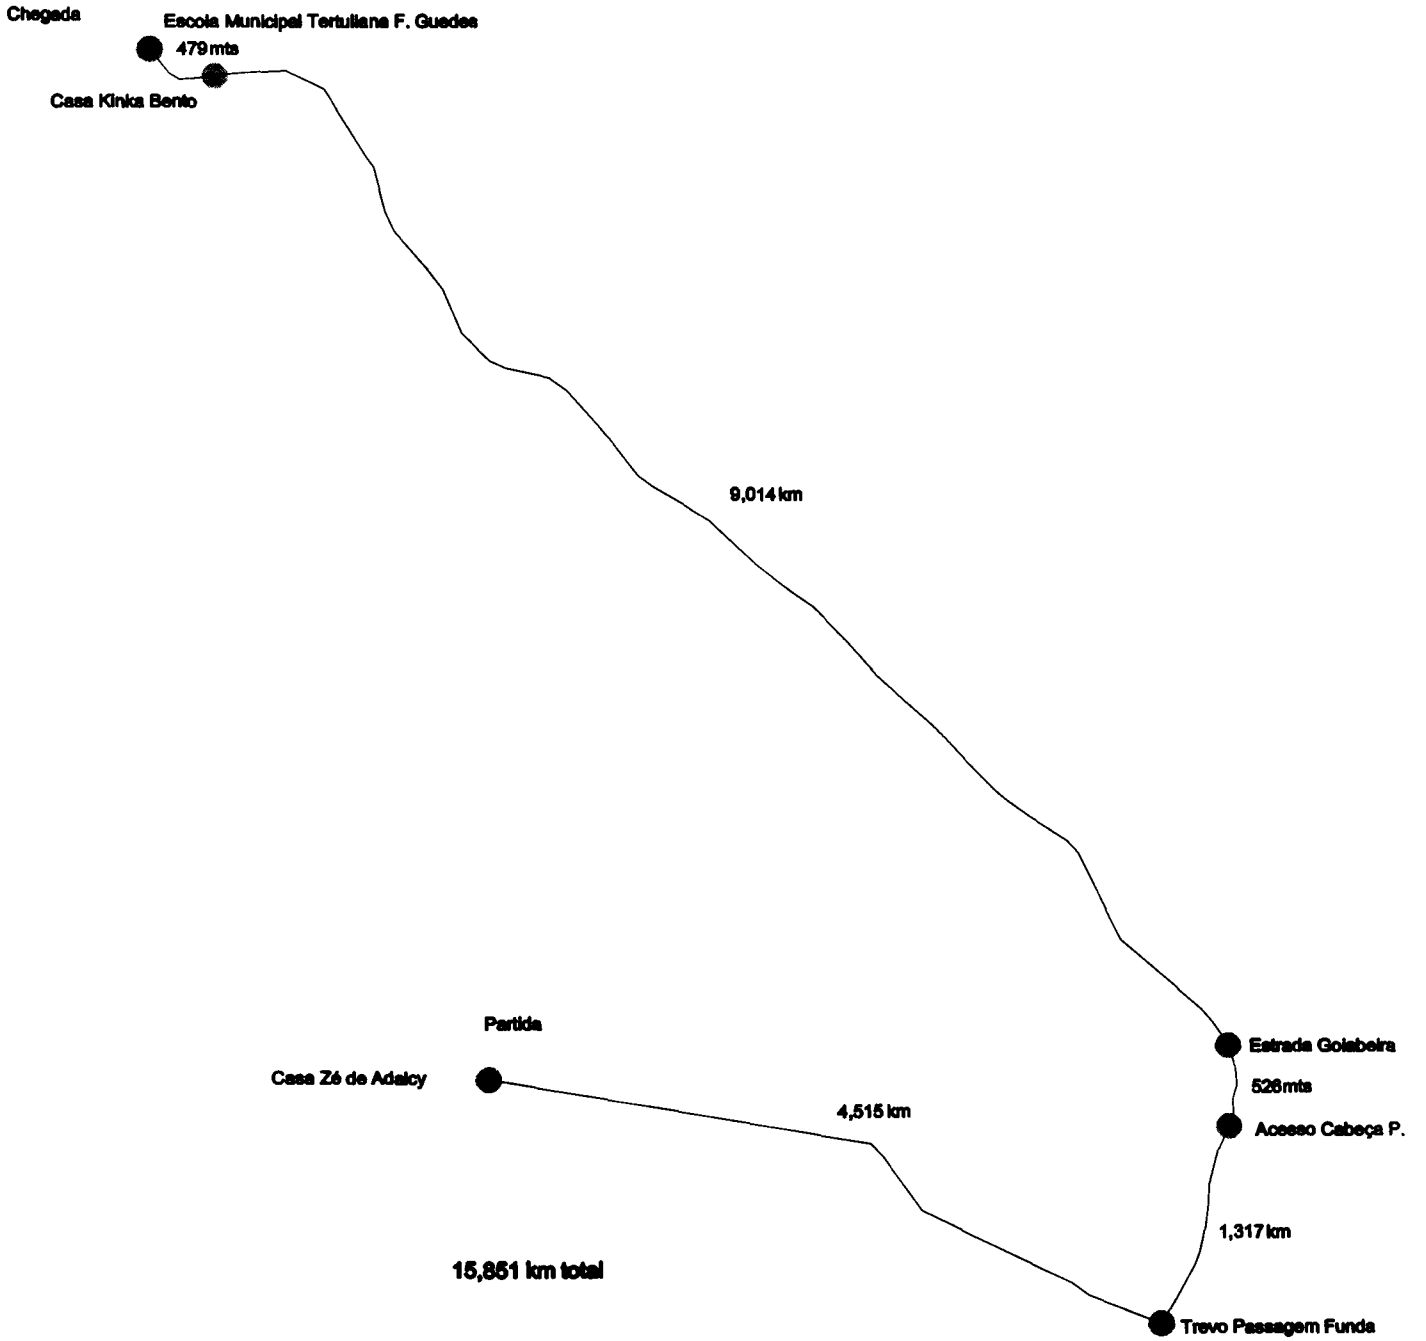 Chegada
Escola Municipal Tertuliana F. Guedes
479 mts
Casa Kinka Bento
9,014 km
Partida
Casa Zé de Adalcy
4,515 km
Estrada Goiabeira
526 mts
Acesso Cabeça P.
1,317 km
15,851 km total
Trevo Passagem Funda